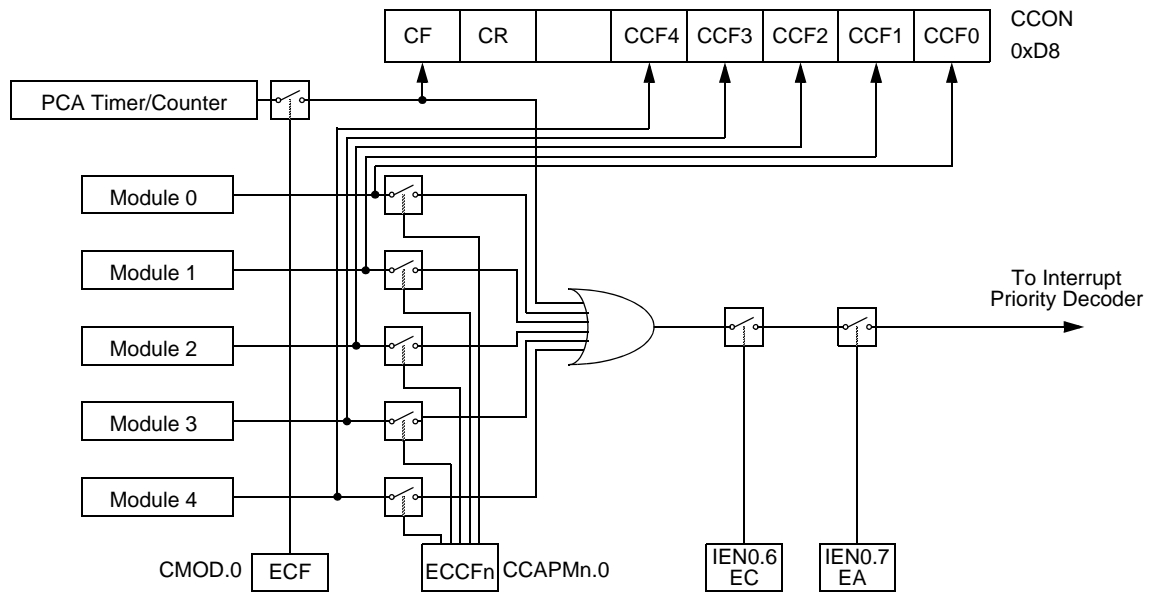 CF CR CCF4 CCF3 CCF2 CCF1 CCF0
CCON
0xD8
PCA Timer/Counter
Module 0
Module 1
Module 2
Module 3
Module 4
To Interrupt
Priority Decoder
CMOD.0 ECF
ECCFn CCAPMn.0
IEN0.6
EC
IEN0.7
EA